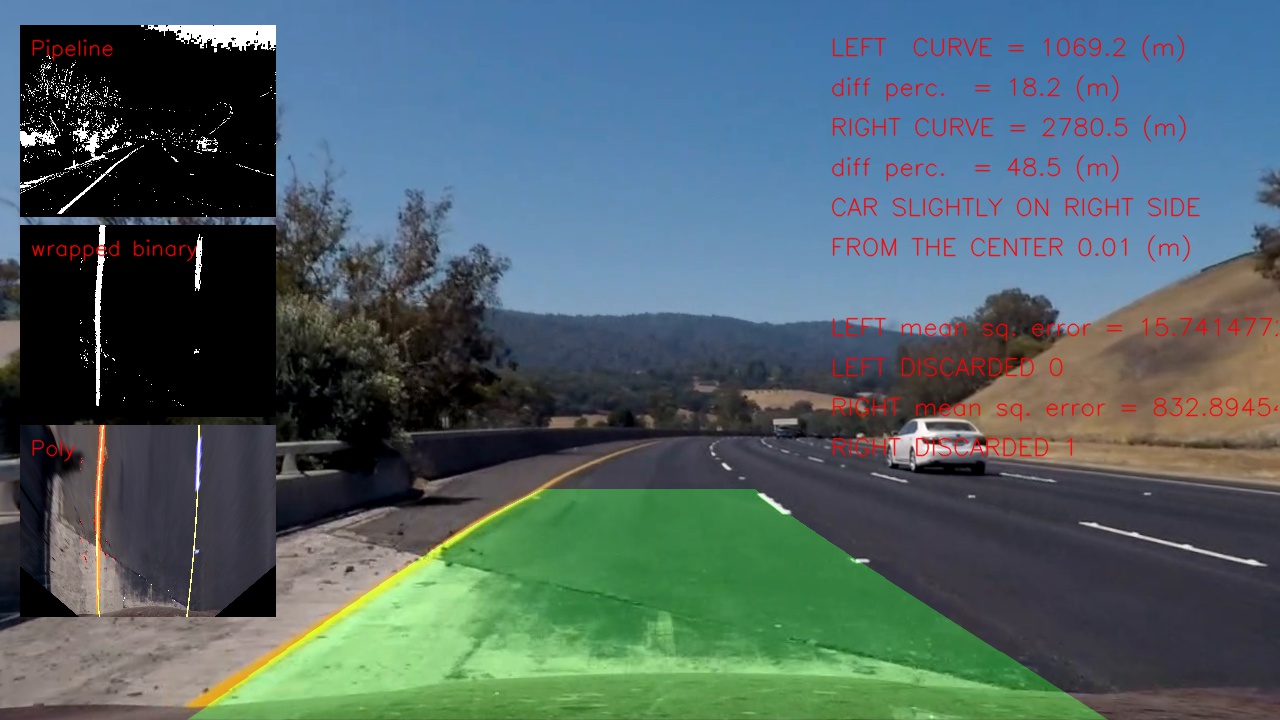 Pipeline
wrapped binary
Poly
LEFT CURVE = 1069.2 (m)
diff perc. = 18.2 (m)
RIGHT CURVE = 2780.5 (m)
diff perc. = 48.5 (m)
CAR SLIGHTLY ON RIGHT SIDE
FROM THE CENTER 0.01 (m)
LEFT mean sq. error = 15.741477
LEFT DISCARDED 0
RIGHT mean sq. error = 832.8945
RIGHT DISCARDED 1